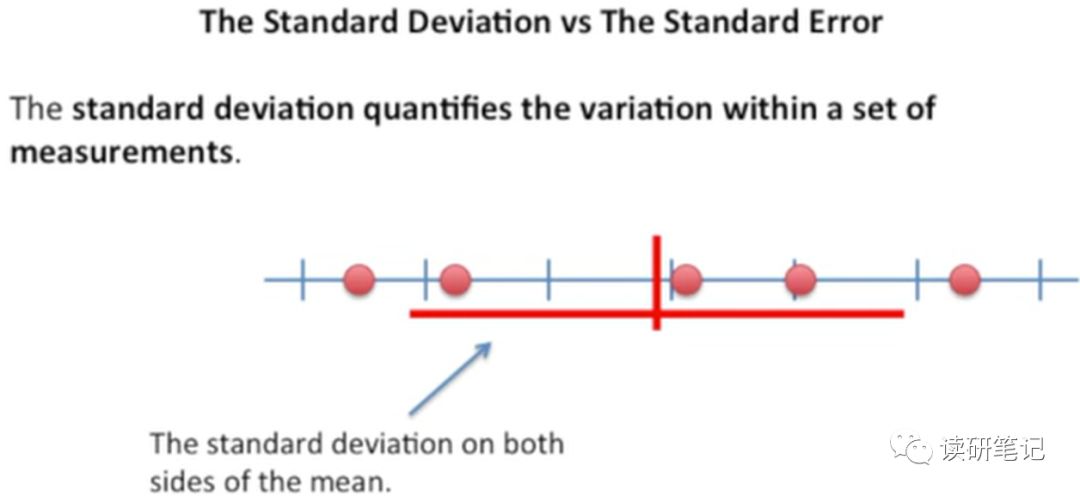 The Standard Deviation vs The Standard Error
The standard deviation quantifies the variation within a set of
measurements.
The standard deviation on both
sides of the mean.
读研笔记